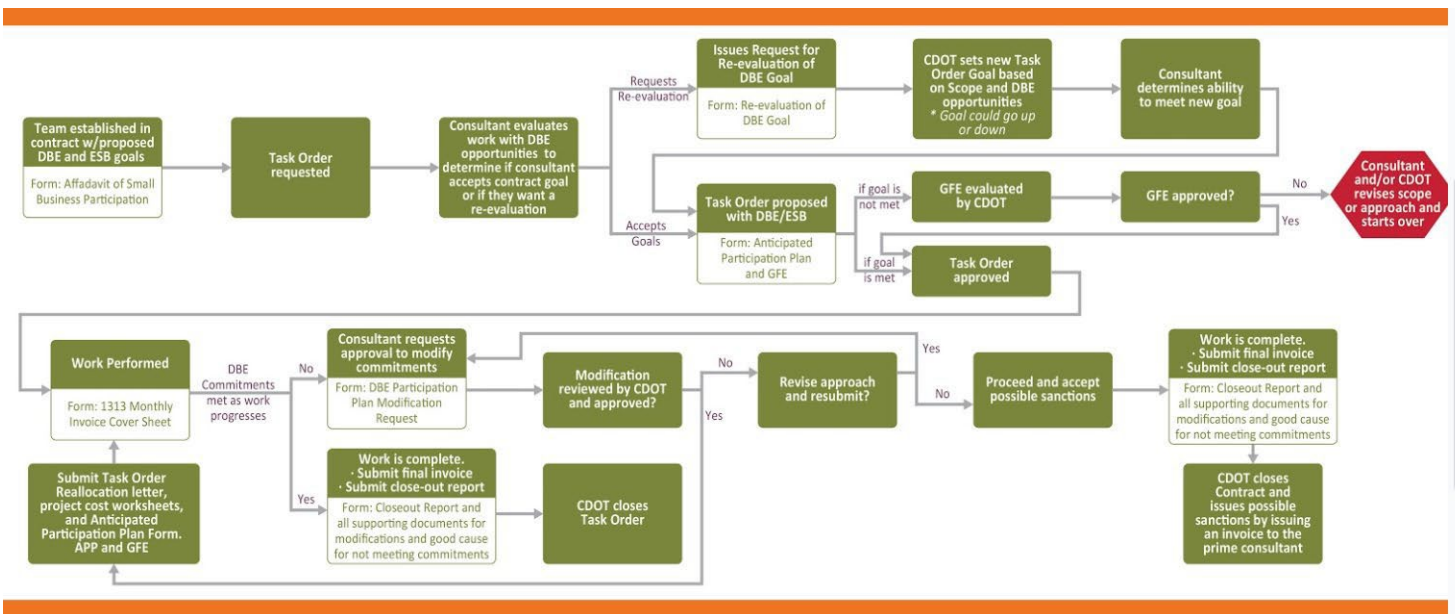 Team established in
contract w/proposed
DBE and ESB goals
Form: Affadavit of Small
Business Participation
Task Order
requested
Consultant evaluates
work with DBE
opportunities to
determine if consultant
accepts contract goal
or if they want a
re-evaluation
Requests
Re-evaluation
Issues Request for
Re-evaluation of
DBE Goal
Form: Re-evaluation of
DBE Goal
CDOT sets new Task
Order Goal based
on Scope and DBE
opportunities
* Goal could go up
or down
Consultant
determines ability
to meet new goal
Accepts
Goals
Task Order proposed
with DBE/ESB
Form: Anticipated
Participation Plan
and GFE
if goal is
not met
GFE evaluated
by CDOT
GFE approved?
No
Consultant
and/or CDOT
revises scope
or approach and
starts over
Yes
if goal
is met
Task Order
approved
Work Performed
Form: 1313 Monthly
Invoice Cover Sheet
DBE
Commitments
met as work
progresses
No
Consultant requests
approval to modify
commitments
Form: DBE Participation
Plan Modification
Request
Modification
reviewed by CDOT
and approved?
No
Yes
Revise approach
and resubmit?
Yes
No
Proceed and accept
possible sanctions
Work is complete.
· Submit final invoice
· Submit close-out report
Form: Closeout Report and
all supporting documents for
modifications and good cause
for not meeting commitments
Submit Task Order
Reallocation letter,
project cost worksheets,
and Anticipated
Participation Plan Form.
APP and GFE
Yes
Work is complete.
· Submit final invoice
· Submit close-out report
Form: Closeout Report and
all supporting documents for
modifications and good cause
for not meeting commitments
CDOT closes
Task Order
CDOT closes
Contract and
issues possible
sanctions by issuing
an invoice to the
prime consultant